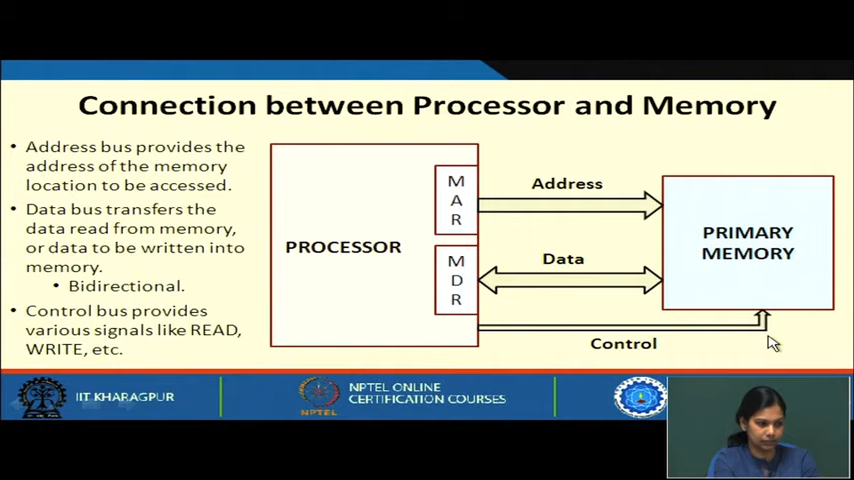 Connection between Processor and Memory
• Address bus provides the
address of the memory
location to be accessed.
• Data bus transfers the
data read from memory,
or data to be written into
memory.
• Bidirectional.
• Control bus provides
various signals like READ,
WRITE, etc.
PROCESSOR
M
A
R
M
D
R
Address
Data
Control
PRIMARY
MEMORY
IIT KHARAGPUR
NPTEL
NPTEL ONLINE
CERTIFICATION COURSES